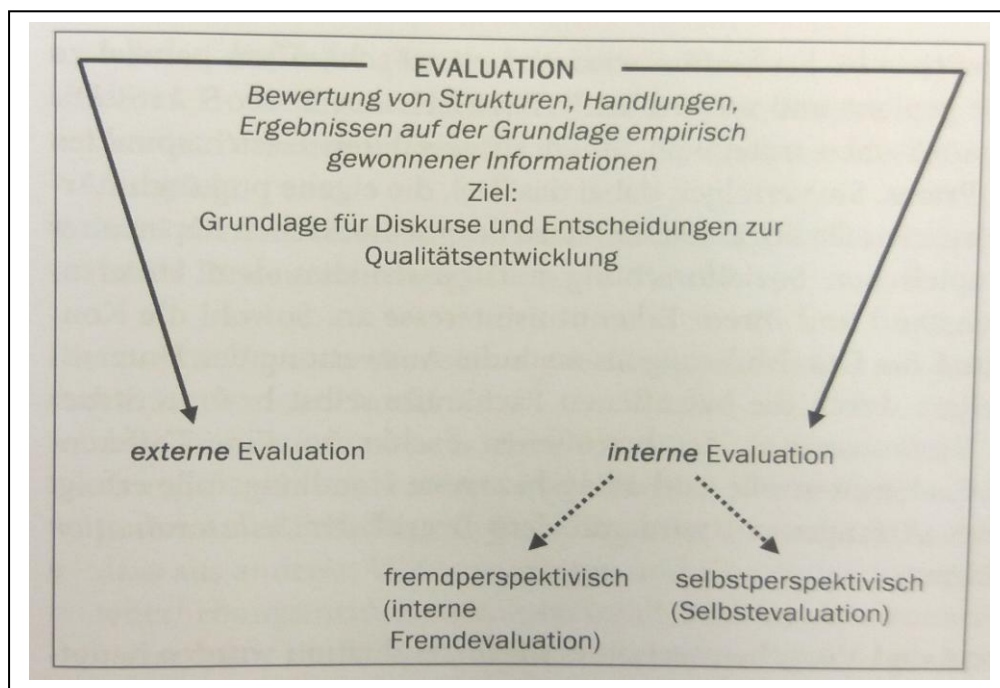 EVALUATION
Bewertung von Strukturen, Handlungen,
Ergebnissen auf der Grundlage empirisch
gewonnener Informationen
Ziel:
Grundlage für Diskurse und Entscheidungen zur
Qualitätsentwicklung
externe Evaluation
interne Evaluation
fremdperspektivisch
(interne
Fremdevaluation)
selbstperspektivisch
(Selbstevaluation)